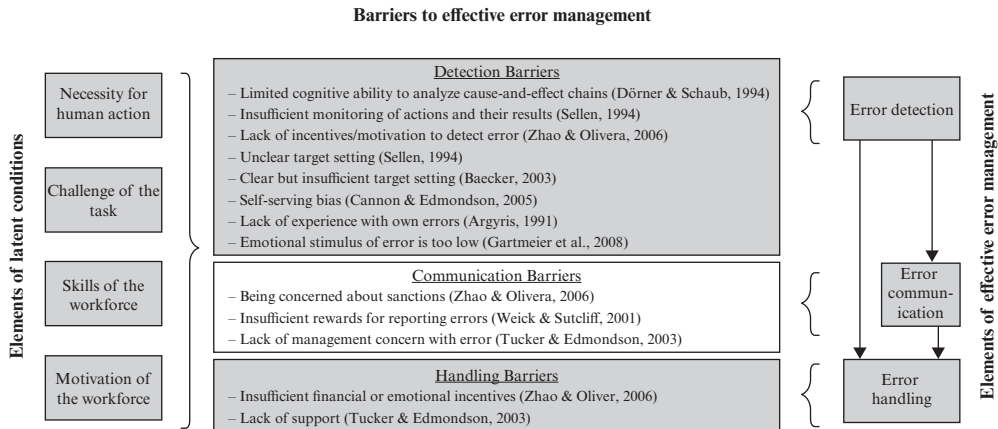 Barriers to effective error management
Elements of latent conditions
Necessity for
human action
Challenge of the
task
Skills of the
workforce
Motivation of
the workforce
Detection Barriers
– Limited cognitive ability to analyze cause-and-effect chains (Dörner & Schaub, 1994)
– Insufficient monitoring of actions and their results (Sellen, 1994)
– Lack of incentives/motivation to detect error (Zhao & Olivera, 2006)
– Unclear target setting (Sellen, 1994)
– Clear but insufficient target setting (Baecker, 2003)
– Self-serving bias (Cannon & Edmondson, 2005)
– Lack of experience with own errors (Argyris, 1991)
– Emotional stimulus of error is too low (Gartmeier et al., 2008)
Communication Barriers
– Being concerned about sanctions (Zhao & Olivera, 2006)
– Insufficient rewards for reporting errors (Weick & Sutcliff, 2001)
– Lack of management concern with error (Tucker & Edmondson, 2003)
Handling Barriers
– Insufficient financial or emotional incentives (Zhao & Oliver, 2006)
– Lack of support (Tucker & Edmondson, 2003)
Error detection
Error
commun-
ication
Error
handling
Elements of effective error management